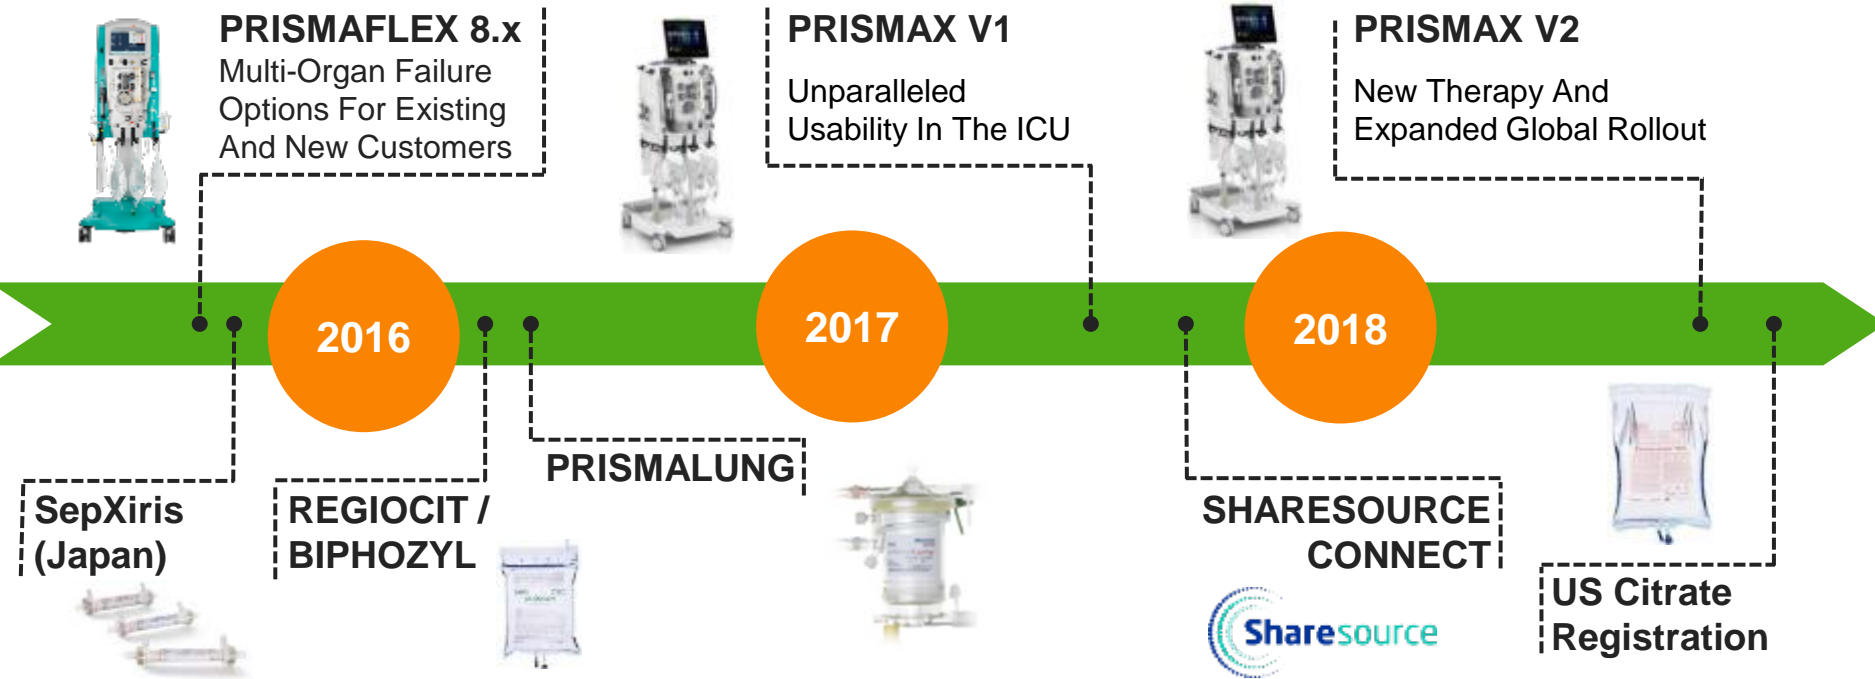 PRISMAFLEX 8.x
Multi-Organ Failure
Options For Existing
And New Customers
PRISMAX V1
Unparalleled
Usability In The ICU
PRISMAX V2
New Therapy And
Expanded Global Rollout
2016
2017
2018
SepXiris
(Japan)
REGIOCIT /
BIPHOZYL
PRISMALUNG
SHARESOURCE
CONNECT
Sharesource
US Citrate
Registration